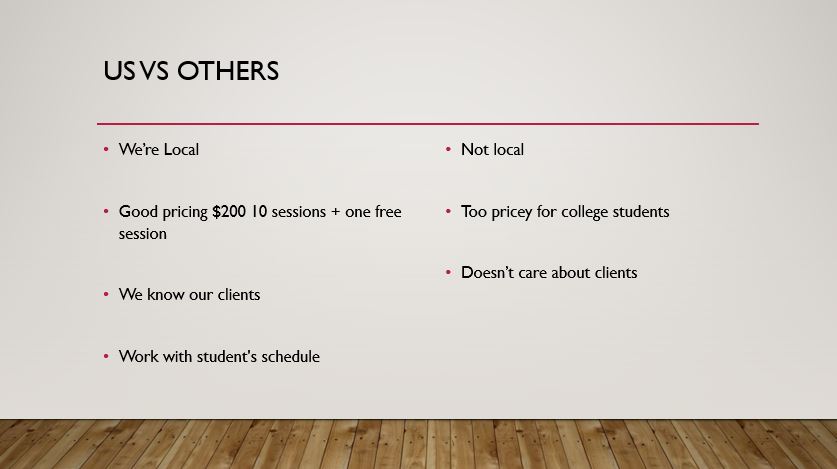 US VS OTHERS
• We're Local
• Good pricing $200 10 sessions + one free
session
• We know our clients
• Work with student's schedule
• Not local
• Too pricey for college students
• Doesn't care about clients